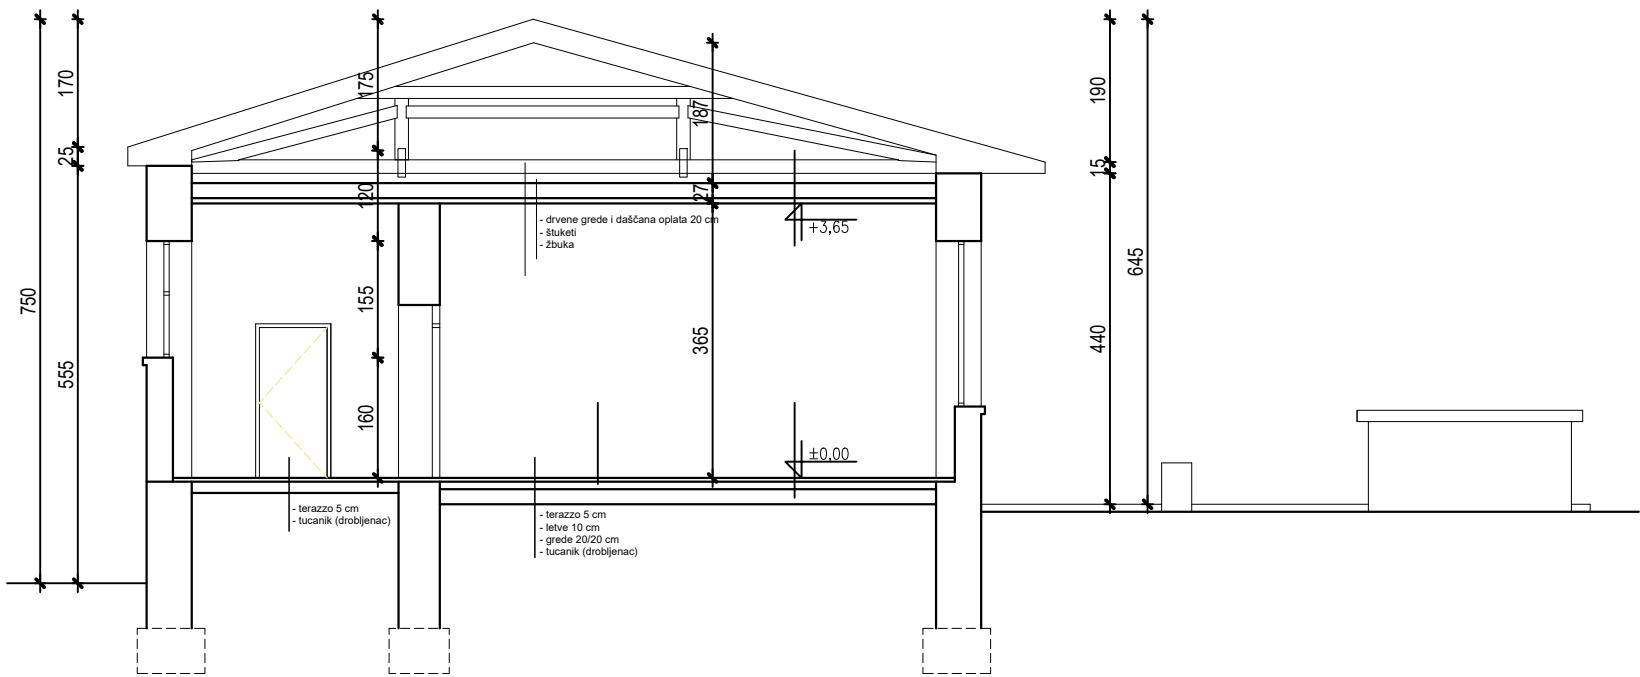 750
170
25
555
175
120
155
160
187
27
365
190
15
440
645
- drvene grede i daščana oplata 20 cm
- štuketi
- žbuka
+3,65
±0,00
- terazzo 5 cm
- tucanik (drobljenac)
- terazzo 5 cm
- letve 10 cm
- grede 20/20 cm
- tucanik (drobljenac)